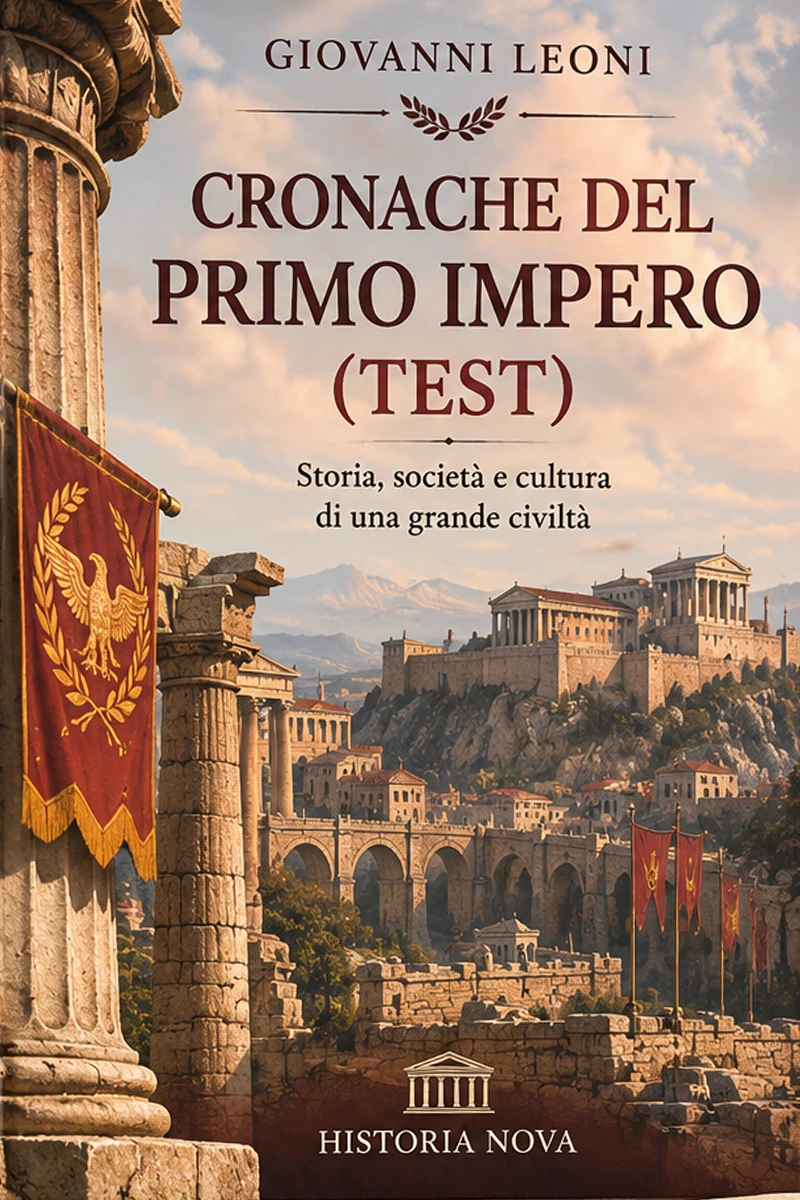 GIOVANNI LEONI
CRONACHE DEL
PRIMO IMPERO
(TEST)
Storia, società e cultura
di una grande civiltà
HISTORIA NOVA